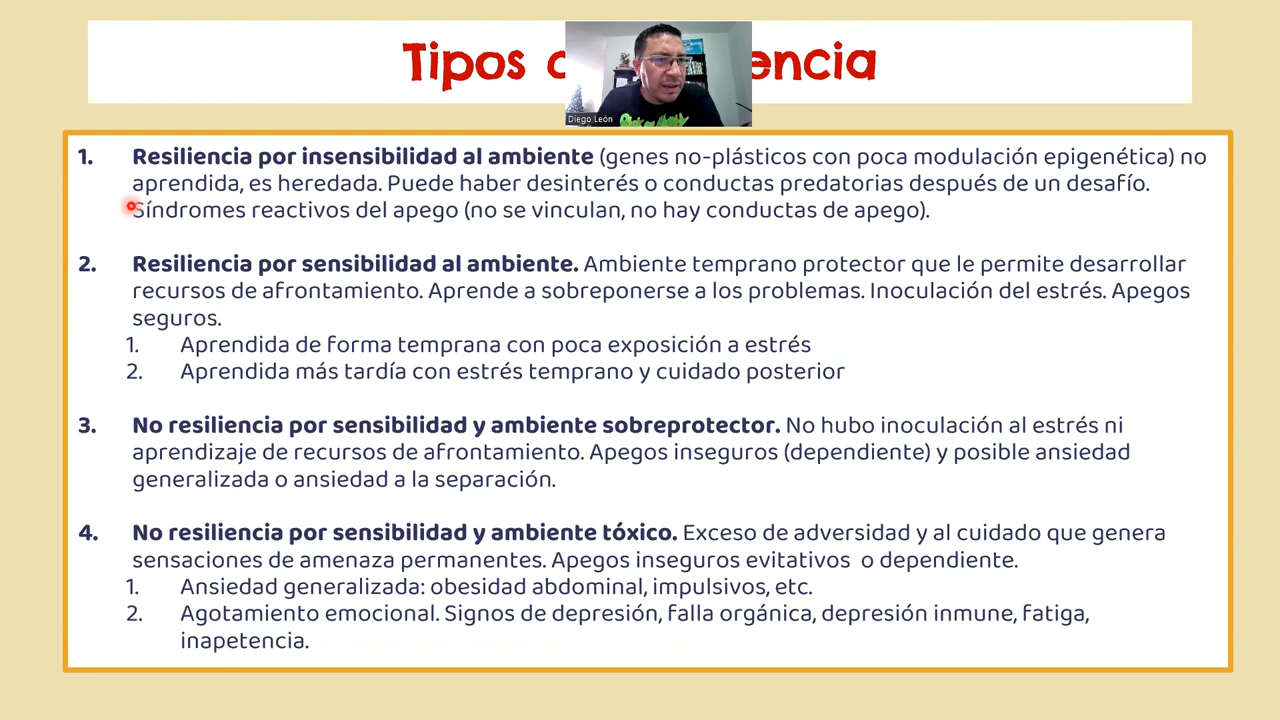 Tipos encia
Diego León
1. Resiliencia por insensibilidad al ambiente (genes no-plásticos con poca modulación epigenética) no
aprendida, es heredada. Puede haber desinterés o conductas predatorias después de un desafío.
Síndromes reactivos del apego (no se vinculan, no hay conductas de apego).
2. Resiliencia por sensibilidad al ambiente. Ambiente temprano protector que le permite desarrollar
recursos de afrontamiento. Aprende a sobreponerse a los problemas. Inoculación del estrés. Apegos
seguros.
1. Aprendida de forma temprana con poca exposición a estrés
2. Aprendida más tardía con estrés temprano y cuidado posterior
3. No resiliencia por sensibilidad y ambiente sobreprotector. No hubo inoculación al estrés ni
aprendizaje de recursos de afrontamiento. Apegos inseguros (dependiente) y posible ansiedad
generalizada o ansiedad a la separación.
4. No resiliencia por sensibilidad y ambiente tóxico. Exceso de adversidad y al cuidado que genera
sensaciones de amenaza permanentes. Apegos inseguros evitativos o dependiente.
1. Ansiedad generalizada: obesidad abdominal, impulsivos, etc.
2. Agotamiento emocional. Signos de depresión, falla orgánica, depresión inmune, fatiga,
inapetencia.